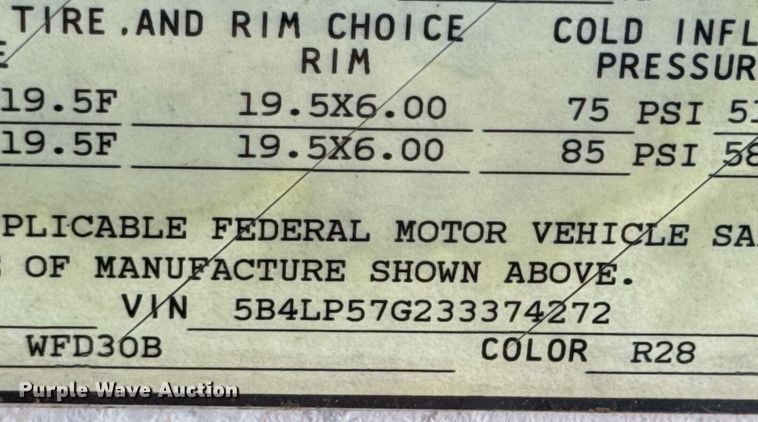 TIRE.AND RIM CHOICE COLD INFL
RIM PRESSUR
19.5F 19.5X6.00 75 PSI 51
19.5F 19.5X6.00 85 PSI 58
PLICABLE FEDERAL MOTOR VEHICLE SA
OF MANUFACTURE SHOWN ABOVE.
VIN 5B4LP57G233374272
WFD30B COLOR R28
Purple Wave Auction